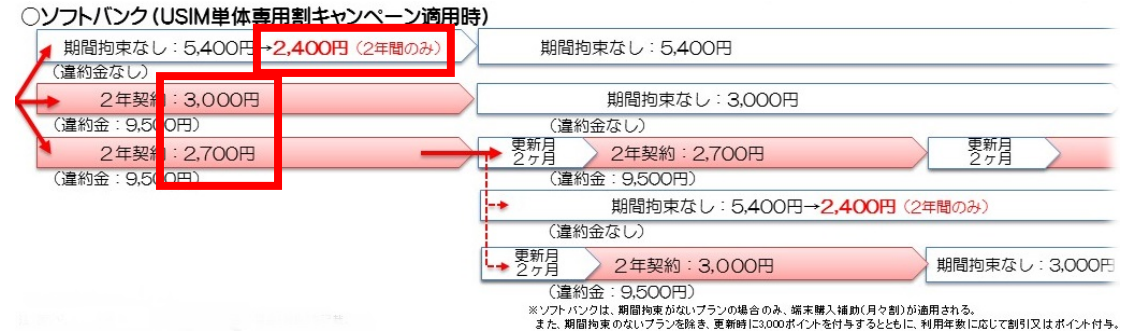 ○ソフトバンク（USIM単体専用割キャンペーン適用時）
期間拘束なし：5,400円→2,400円（2年間のみ）
期間拘束なし：5,400円
（違約金なし）
2年契約：3,000円
期間拘束なし：3,000円
（違約金：9,500円）
（違約金なし）
2年契約：2,700円
更新月
2ヶ月
2年契約：2,700円
更新月
2ヶ月
（違約金：9,500円）
（違約金：9,500円）
期間拘束なし：5,400円→2,400円（2年間のみ）
（違約金なし）
更新月
2ヶ月
2年契約：3,000円
期間拘束なし：3,000円
（違約金：9,500円）
※ソフトバンクは、期間拘束がないプランの場合のみ、端末購入補助（月々割）が適用される。
また、期間拘束のないプランを除き、更新時に3,000ポイントを付与するとともに、利用年数に応じて割引又はポイント付与。